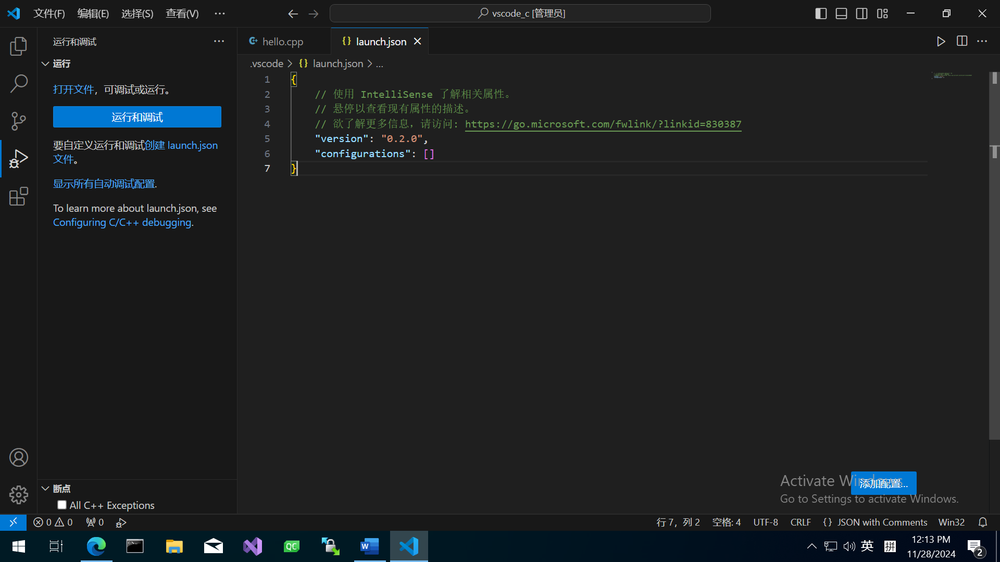 文件(F) 编辑(E) 选择(S) 查看(V) ···
vscode_c [管理员]
运行和调试 ···
hello.cpp
{} launch.json
运行
.vscode > {} launch.json > ...
打开文件，可调试或运行。
运行和调试
要自定义运行和调试创建 launch.json
文件。
显示所有自动调试配置.
To learn more about launch.json, see
Configuring C/C++ debugging.
1 {
2 // 使用 IntelliSense 了解相关属性。
3 // 悬停以查看现有属性的描述。
4 // 欲了解更多信息，请访问: https://go.microsoft.com/fwlink/?linkid=830387
5 "version": "0.2.0",
6 "configurations": []
7 }
断点
All C++ Exceptions
Activate Windows
添加配置...
Go to Settings to activate Windows.
0 0 0
行 7，列 2 空格: 4 UTF-8 CRLF {} JSON with Comments Win32
QC
W
英
拼
12:13 PM
11/28/2024
2